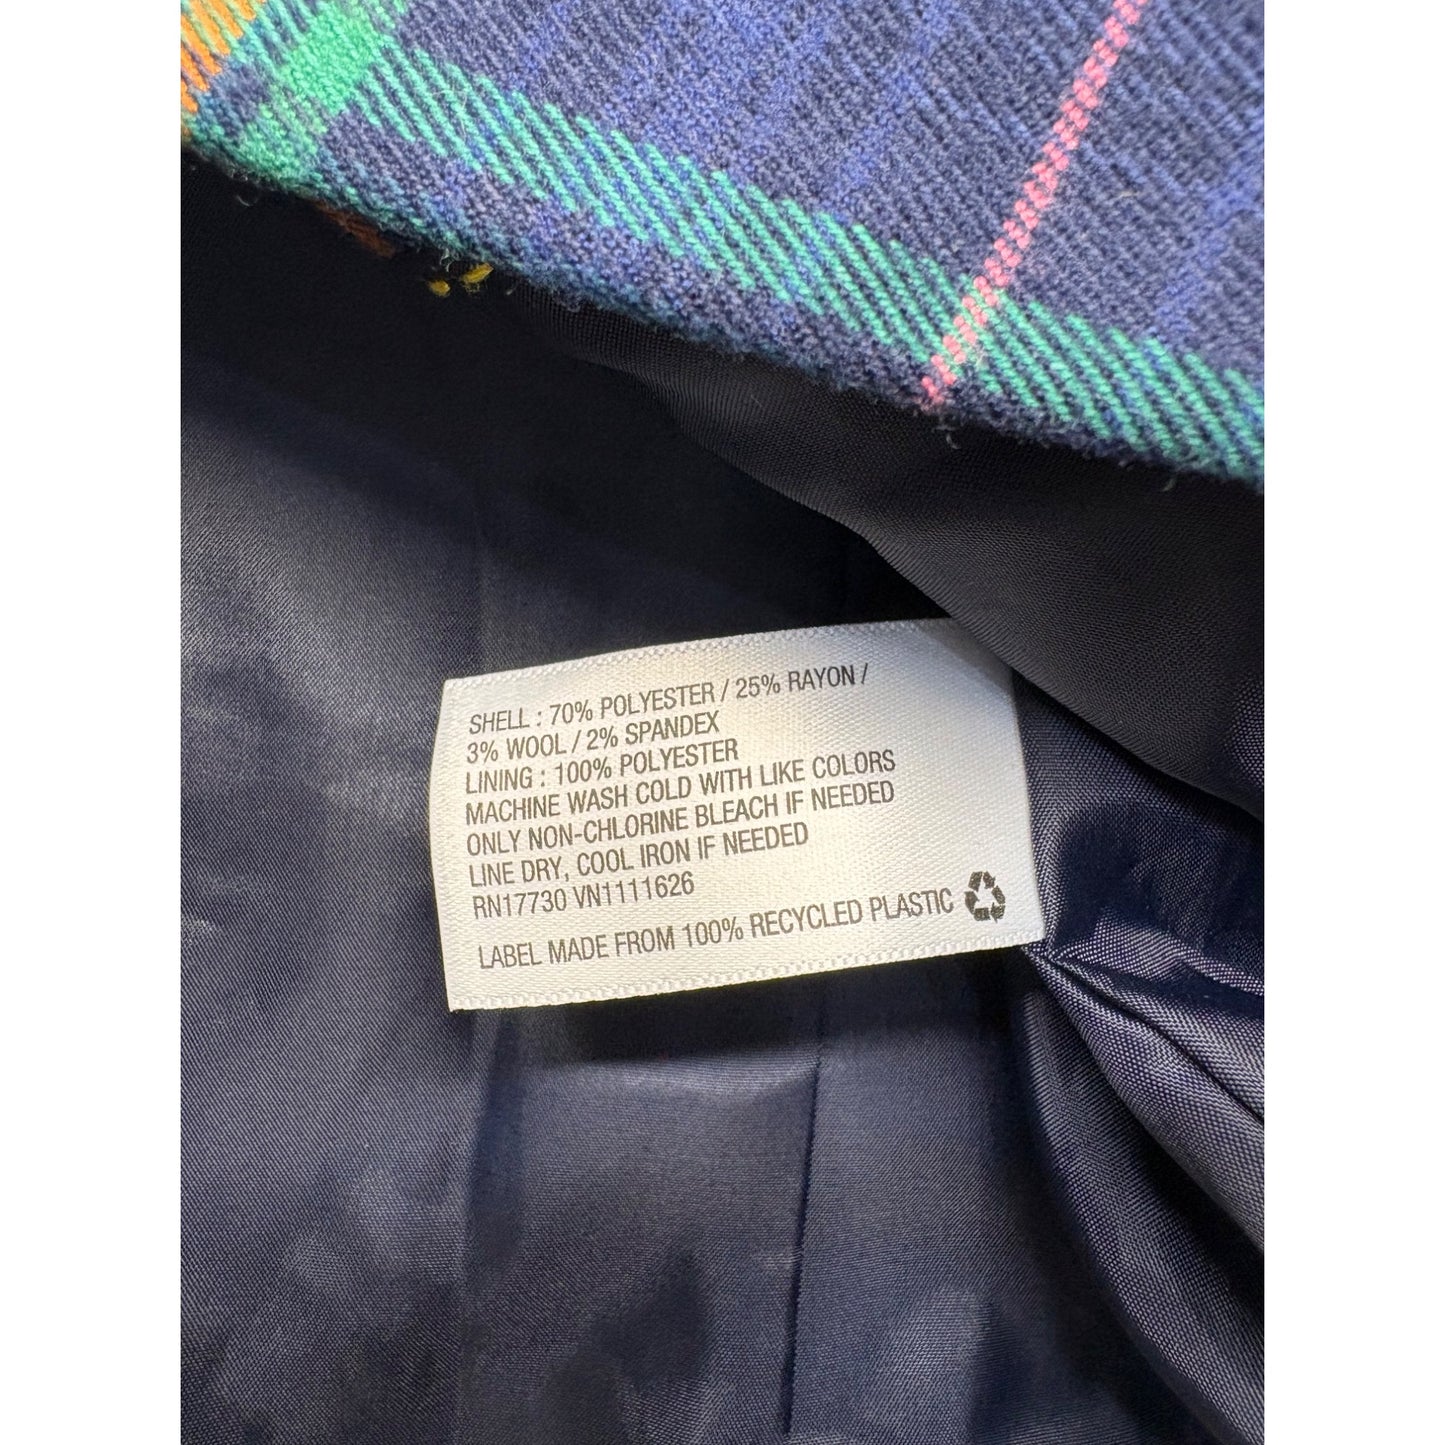 SHELL : 70% POLYESTER / 25% RAYON /
3% WOOL / 2% SPANDEX
LINING : 100% POLYESTER
MACHINE WASH COLD WITH LIKE COLORS
ONLY NON-CHLORINE BLEACH IF NEEDED
LINE DRY, COOL IRON IF NEEDED
RN17730 VN1111626
LABEL MADE FROM 100% RECYCLED PLASTIC